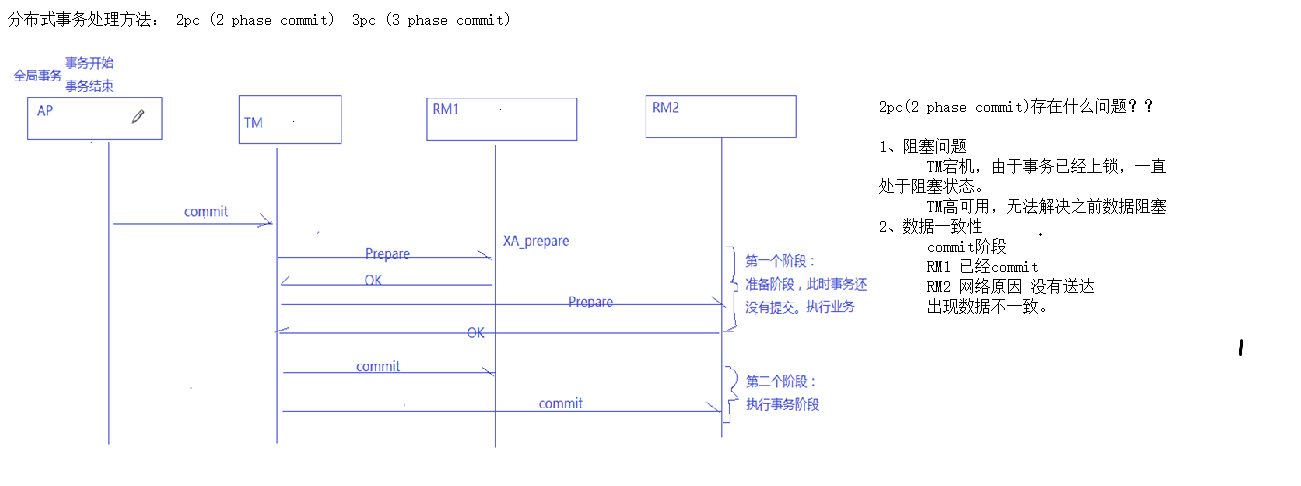 分布式事务处理方法： 2pc (2 phase commit)  3pc (3 phase commit)
全局事务
事务开始
事务结束
AP
TM
RM1
RM2
commit
Prepare
XA_prepare
OK
Prepare
OK
commit
commit
第一个阶段：
准备阶段，此时事务还
没有提交。执行业务
第二个阶段：
执行事务阶段
2pc(2 phase commit)存在什么问题？？
1、阻塞问题
TM宕机，由于事务已经上锁，一直
处于阻塞状态。
TM高可用，无法解决之前数据阻塞
2、数据一致性
commit阶段
RM1 已经commit
RM2 网络原因 没有送达
出现数据不一致。